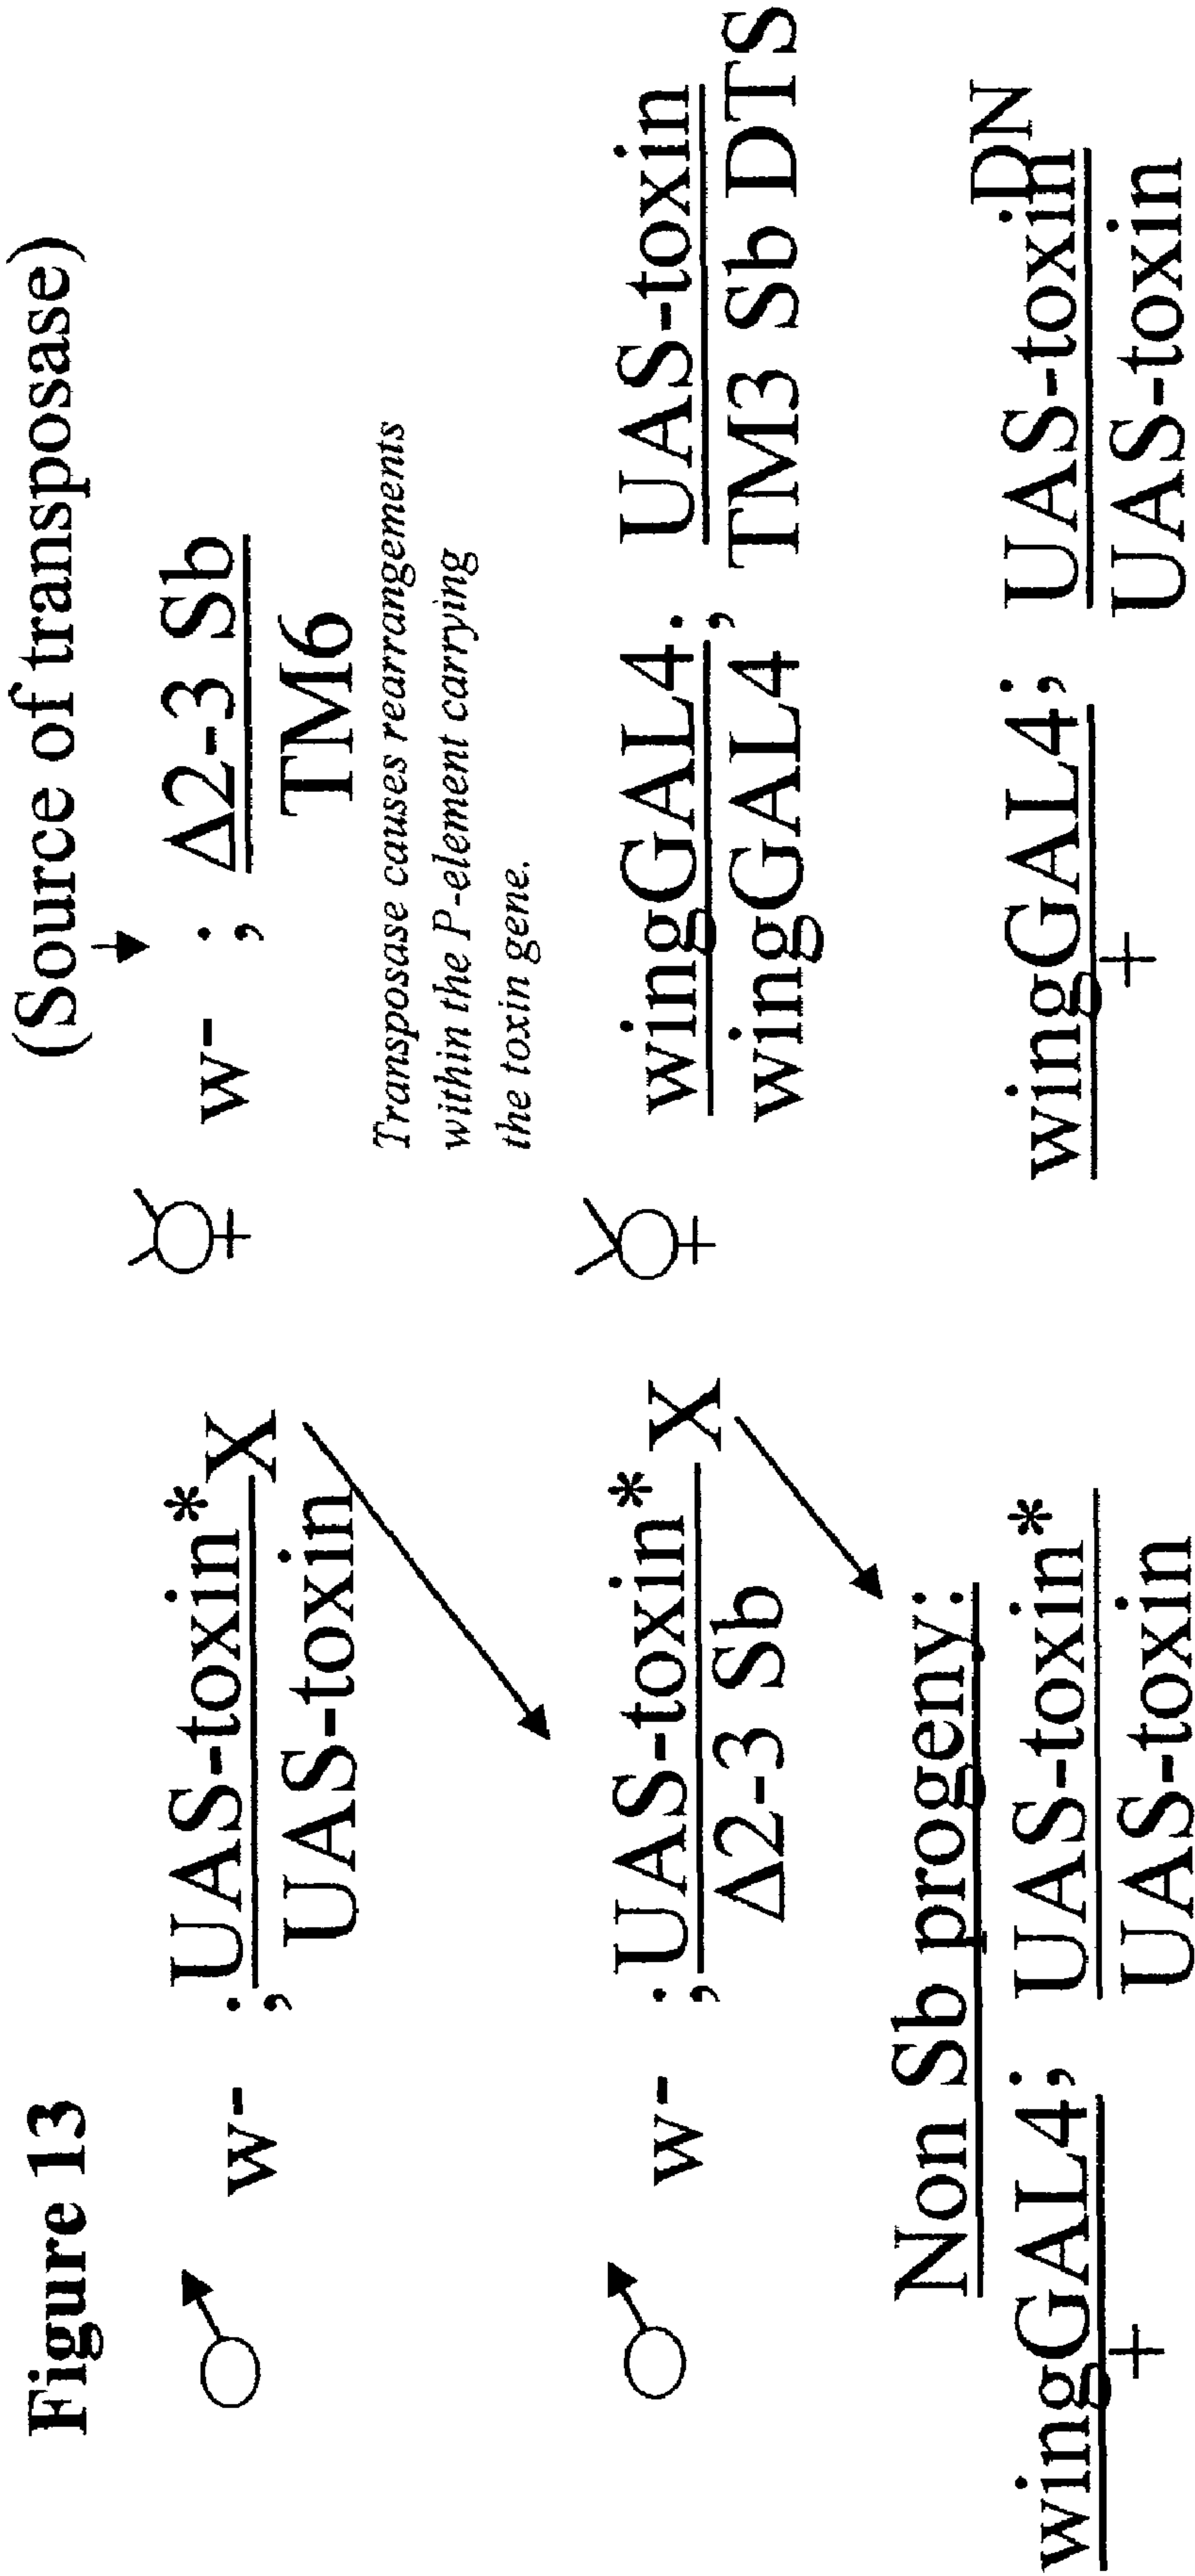 Figure 13
(Source of transposase)
w- ; UAS-toxin* X w- ; Δ2-3 Sb
UAS-toxin TM6
Transposase causes rearrangements
within the P-element carrying
the toxin gene.
w- ; UAS-toxin* X wingGAL4; UAS-toxin
Δ2-3 Sb wingGAL4 TM3 Sb DTS
Non Sb progeny:
DN
wingGAL4; UAS-toxin* wingGAL4; UAS-toxin
+ UAS-toxin + UAS-toxin